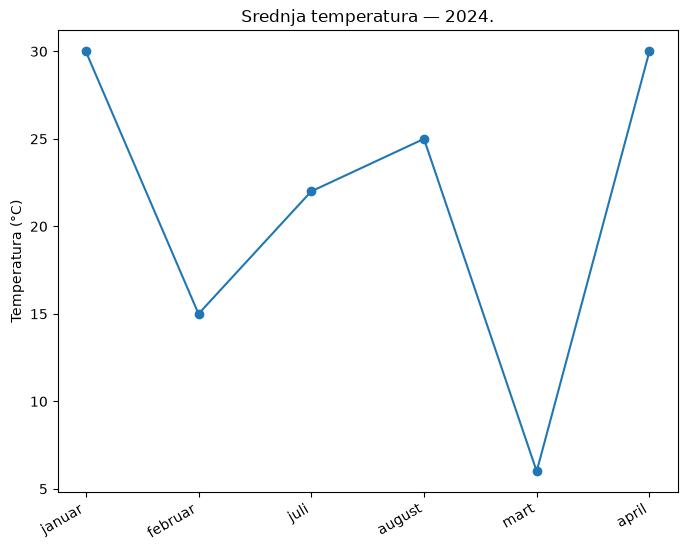 Srednja temperatura — 2024.
Temperatura (°C)
30
25
20
15
10
5
januar
februar
juli
august
mart
april